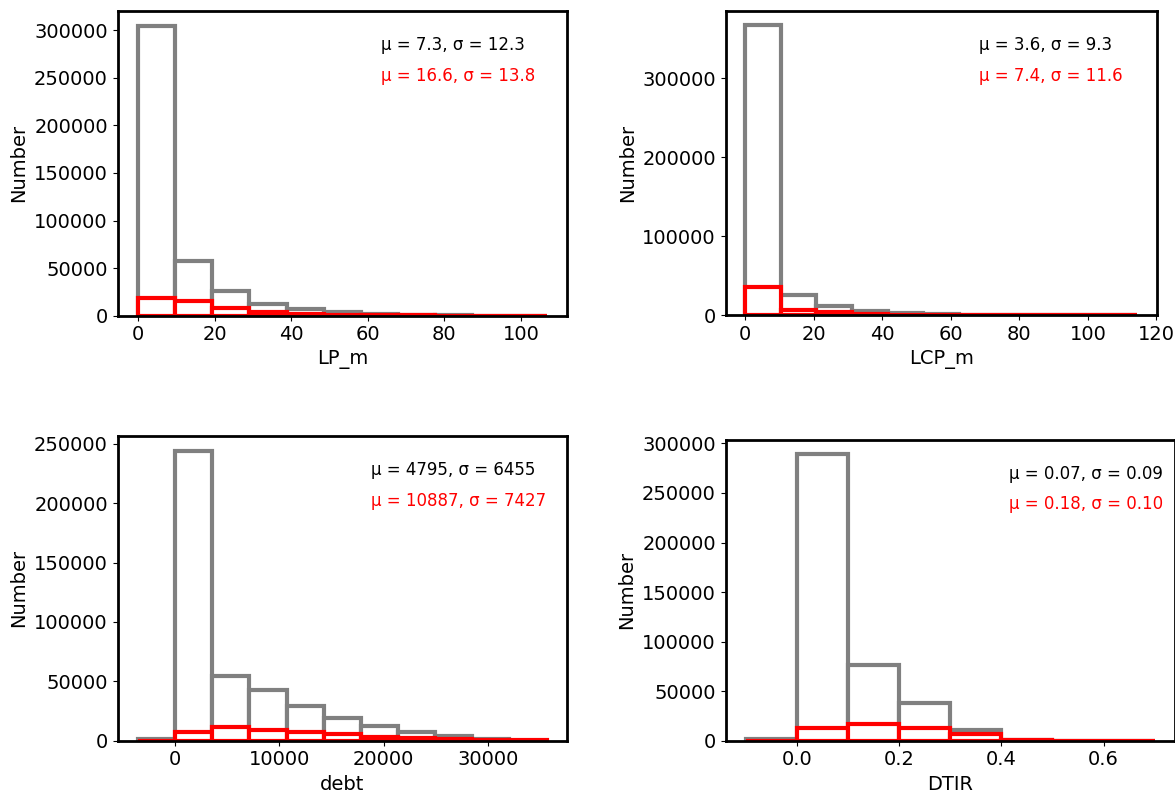 300000
250000
200000
150000
100000
50000
0
Number
μ = 7.3, σ = 12.3
μ = 16.6, σ = 13.8
0 20 40 60 80 100
LP_m
300000
200000
100000
0
Number
μ = 3.6, σ = 9.3
μ = 7.4, σ = 11.6
0 20 40 60 80 100 120
LCP_m
250000
200000
150000
100000
50000
0
Number
μ = 4795, σ = 6455
μ = 10887, σ = 7427
0 10000 20000 30000
debt
300000
250000
200000
150000
100000
50000
0
Number
μ = 0.07, σ = 0.09
μ = 0.18, σ = 0.10
0.0 0.2 0.4 0.6
DTIR